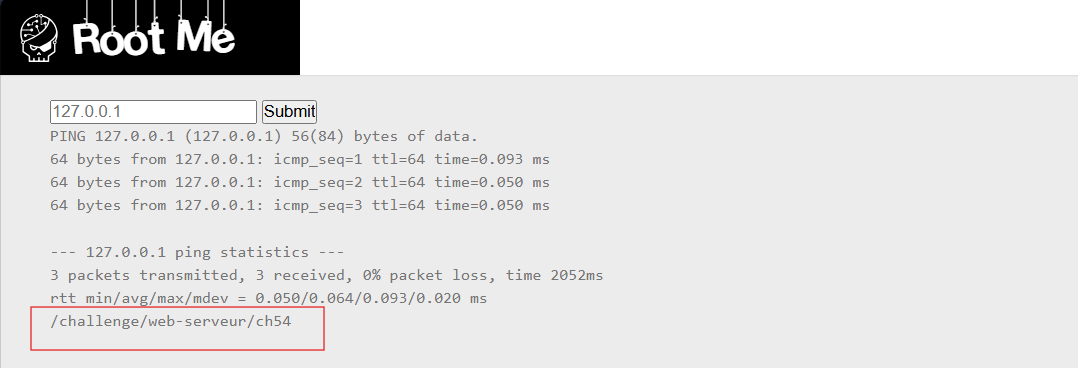 Root Me
127.0.0.1 Submit
PING 127.0.0.1 (127.0.0.1) 56(84) bytes of data.
64 bytes from 127.0.0.1: icmp_seq=1 ttl=64 time=0.093 ms
64 bytes from 127.0.0.1: icmp_seq=2 ttl=64 time=0.050 ms
64 bytes from 127.0.0.1: icmp_seq=3 ttl=64 time=0.050 ms
--- 127.0.0.1 ping statistics ---
3 packets transmitted, 3 received, 0% packet loss, time 2052ms
rtt min/avg/max/mdev = 0.050/0.064/0.093/0.020 ms
/challenge/web-serveur/ch54